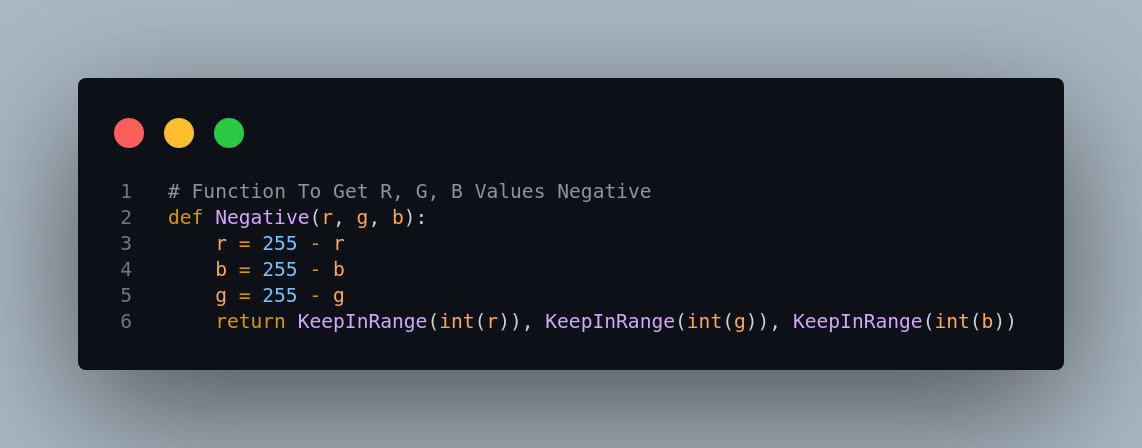 1 # Function To Get R, G, B Values Negative
2 def Negative(r, g, b):
3     r = 255 - r
4     b = 255 - b
5     g = 255 - g
6     return KeepInRange(int(r)), KeepInRange(int(g)), KeepInRange(int(b))